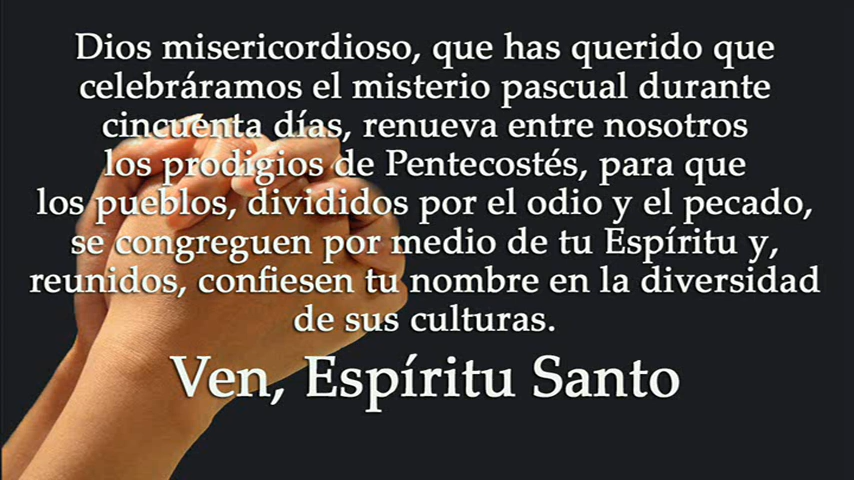 Dios misericordioso, que has querido que
celebráramos el misterio pascual durante
cincuenta días, renueva entre nosotros
los prodigios de Pentecostés, para que
los pueblos, divididos por el odio y el pecado,
se congreguen por medio de tu Espíritu y,
reunidos, confiesen tu nombre en la diversidad
de sus culturas.
Ven, Espíritu Santo